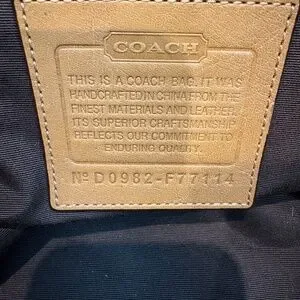 COACH
THIS IS A COACH BAG. IT WAS
HANDCRAFTED IN CHINA FROM THE
FINEST MATERIALS AND LEATHER.
ITS SUPERIOR CRAFTSMANSHIP
REFLECTS OUR COMMITMENT TO
ENDURING QUALITY.
Nº D0982-F77114